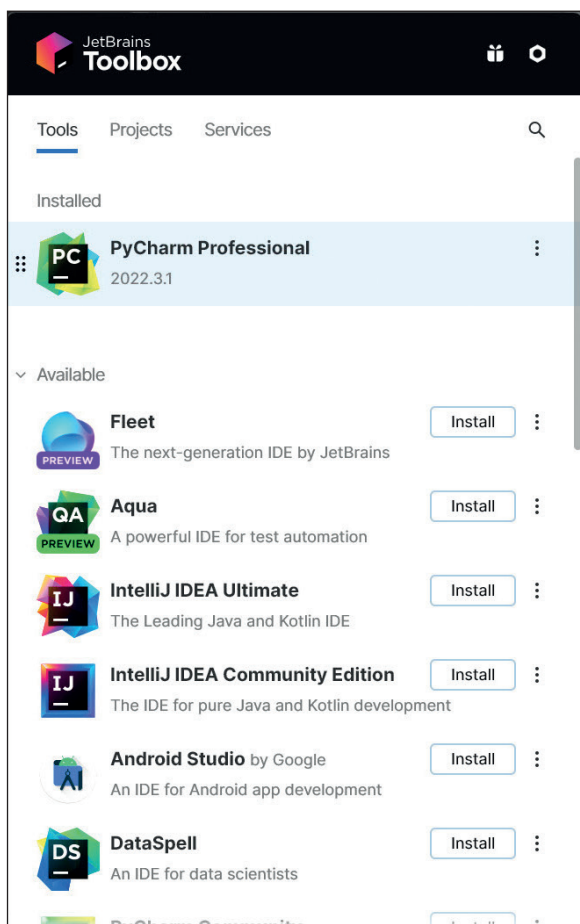 JetBrains
Toolbox
Tools Projects Services
Installed
PC
PyCharm Professional
2022.3.1
Available
Fleet
Install
PREVIEW
The next-generation IDE by JetBrains
QA
Aqua
Install
PREVIEW
A powerful IDE for test automation
IJ
IntelliJ IDEA Ultimate
Install
The Leading Java and Kotlin IDE
IJ
IntelliJ IDEA Community Edition
Install
The IDE for pure Java and Kotlin development
Android Studio by Google
Install
An IDE for Android app development
DS
DataSpell
Install
An IDE for data scientists
PyCharm Community
Install